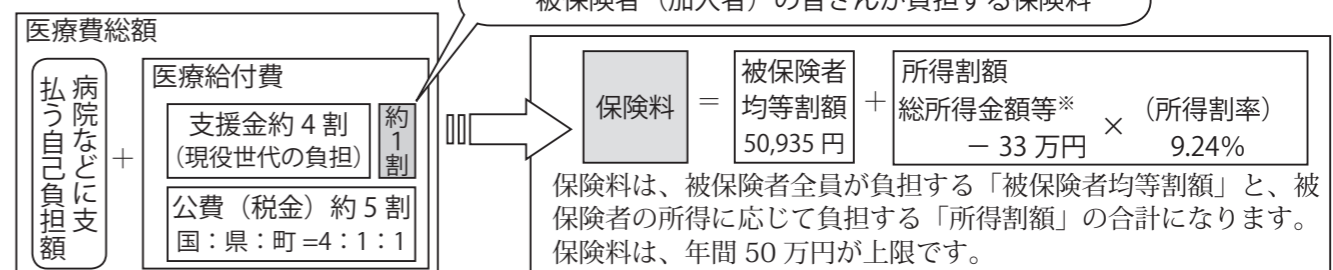 被保険者（加入者）の皆さんが負担する保険料
医療費総額
病院などに支
払う自己負担額
＋
医療給付費
支援金約 4 割
（現役世代の負担）
約1割
公費（税金）約 5 割
国：県：町 =4：1：1
保険料
＝
被保険者
均等割額
50,935 円
＋
所得割額
総所得金額等※
－ 33 万円
×
（所得割率）
9.24%
保険料は、被保険者全員が負担する「被保険者均等割額」と、被
保険者の所得に応じて負担する「所得割額」の合計になります。
保険料は、年間 50 万円が上限です。